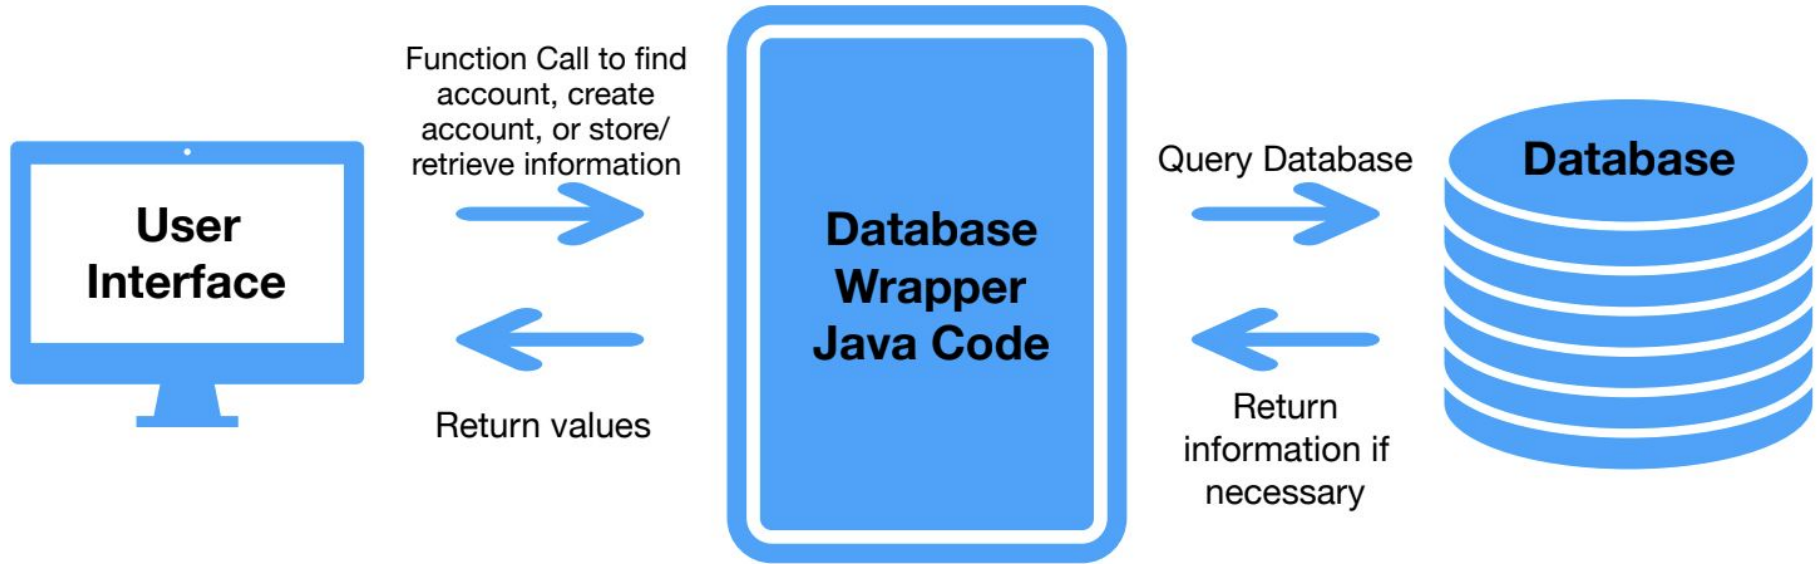 User
Interface
Function Call to find
account, create
account, or store/
retrieve information
Return values
Database
Wrapper
Java Code
Query Database
Return
information if
necessary
Database